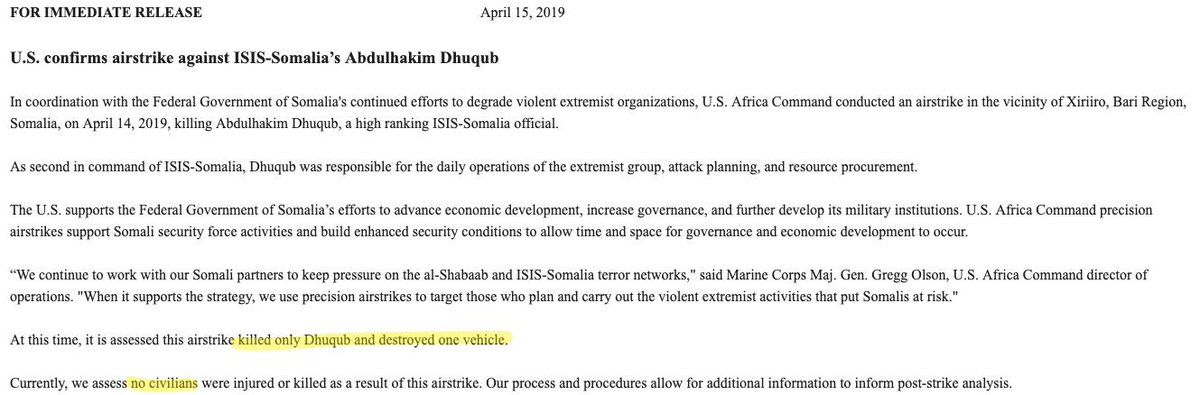 FOR IMMEDIATE RELEASE April 15, 2019
U.S. confirms airstrike against ISIS-Somalia’s Abdulhakim Dhuqub
In coordination with the Federal Government of Somalia's continued efforts to degrade violent extremist organizations, U.S. Africa Command conducted an airstrike in the vicinity of Xiriiro, Bari Region,
Somalia, on April 14, 2019, killing Abdulhakim Dhuqub, a high ranking ISIS-Somalia official.
As second in command of ISIS-Somalia, Dhuqub was responsible for the daily operations of the extremist group, attack planning, and resource procurement.
The U.S. supports the Federal Government of Somalia’s efforts to advance economic development, increase governance, and further develop its military institutions. U.S. Africa Command precision
airstrikes support Somali security force activities and build enhanced security conditions to allow time and space for governance and economic development to occur.
“We continue to work with our Somali partners to keep pressure on the al-Shabaab and ISIS-Somalia terror networks," said Marine Corps Maj. Gen. Gregg Olson, U.S. Africa Command director of
operations. "When it supports the strategy, we use precision airstrikes to target those who plan and carry out the violent extremist activities that put Somalis at risk."
At this time, it is assessed this airstrike killed only Dhuqub and destroyed one vehicle.
Currently, we assess no civilians were injured or killed as a result of this airstrike. Our process and procedures allow for additional information to inform post-strike analysis.